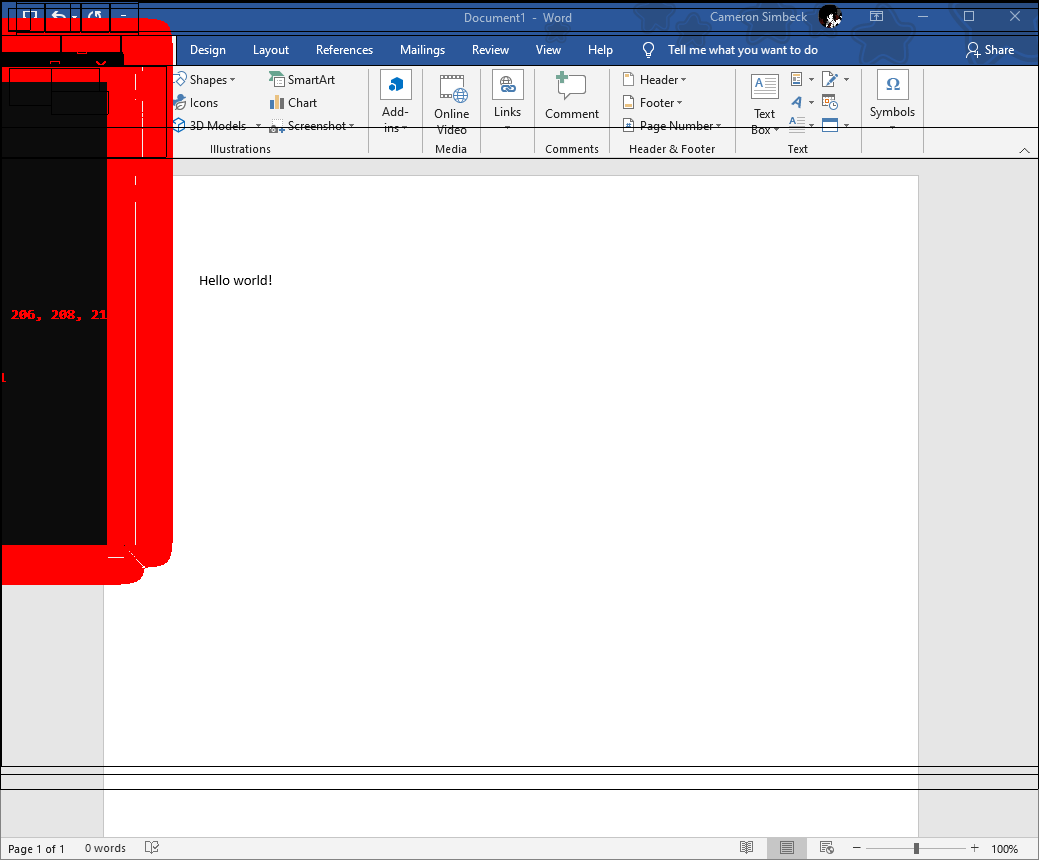 Document1 - Word
Cameron Simbeck
Design Layout References Mailings Review View Help Tell me what you want to do Share
Shapes SmartArt
Icons Chart
3D Models Screenshot
Illustrations
Add-
ins
Online
Video
Media
Links
Comment
Comments
Header
Footer
Page Number
Header & Footer
Text
Box
Text
Symbols
Hello world!
206, 208, 21
Page 1 of 1 0 words 100%